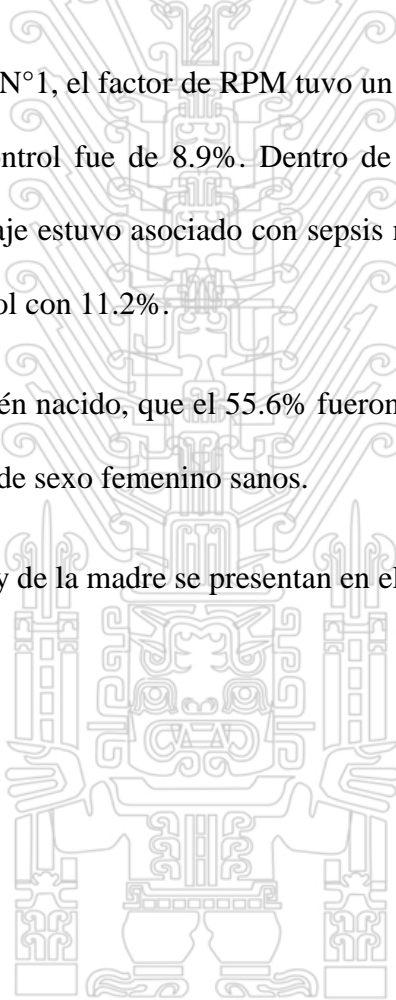 N°1, el factor de RPM tuvo un
ntrol fue de 8.9%. Dentro de
aje estuvo asociado con sepsis
ol con 11.2%.
én nacido, que el 55.6% fueron
de sexo femenino sanos.
y de la madre se presentan en el